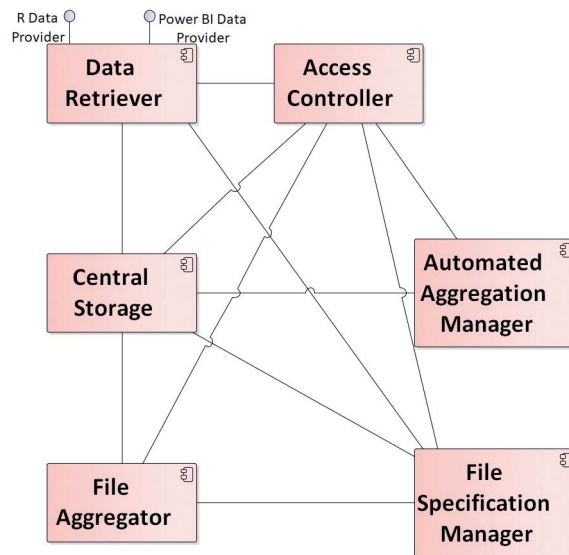 R Data
Provider
Power BI Data
Provider
Data
Retriever
Access
Controller
Central
Storage
Automated
Aggregation
Manager
File
Aggregator
File
Specification
Manager